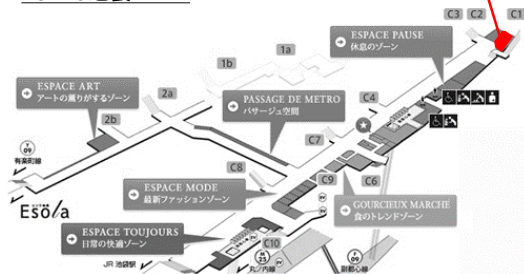 C3 C2 C1
ESPACE PAUSE
休息のゾーン
1a
1b
ESPACE ART
アートの薫りがするゾーン
2a
PASSAGE DE METRO
パサージュ空間
C4
2b
C7
Y
09
有楽町線
C8
ESPACE MODE
最新ファッションゾーン
C9 C6
GOURCIEUX MARCHE
食のトレンドゾーン
Esola
ESPACE TOUJOURS
日常の快適ゾーン
C10
JR 池袋駅
M
25
丸ノ内線
F
09
副都心線